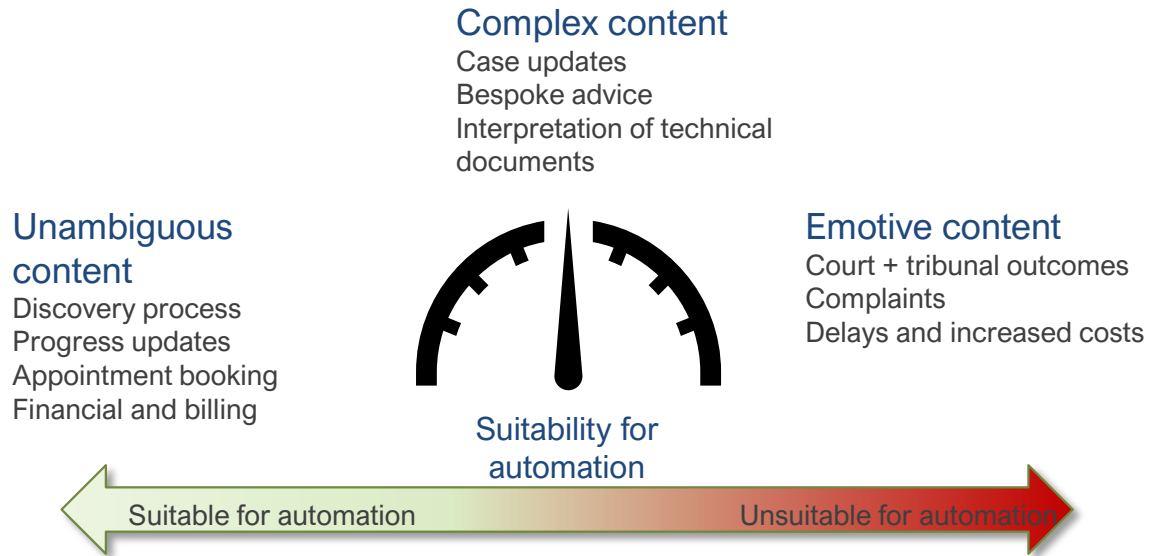 Complex content
Case updates
Bespoke advice
Interpretation of technical
documents
Unambiguous
content
Discovery process
Progress updates
Appointment booking
Financial and billing
Emotive content
Court + tribunal outcomes
Complaints
Delays and increased costs
Suitability for
automation
Suitable for automation
Unsuitable for automation